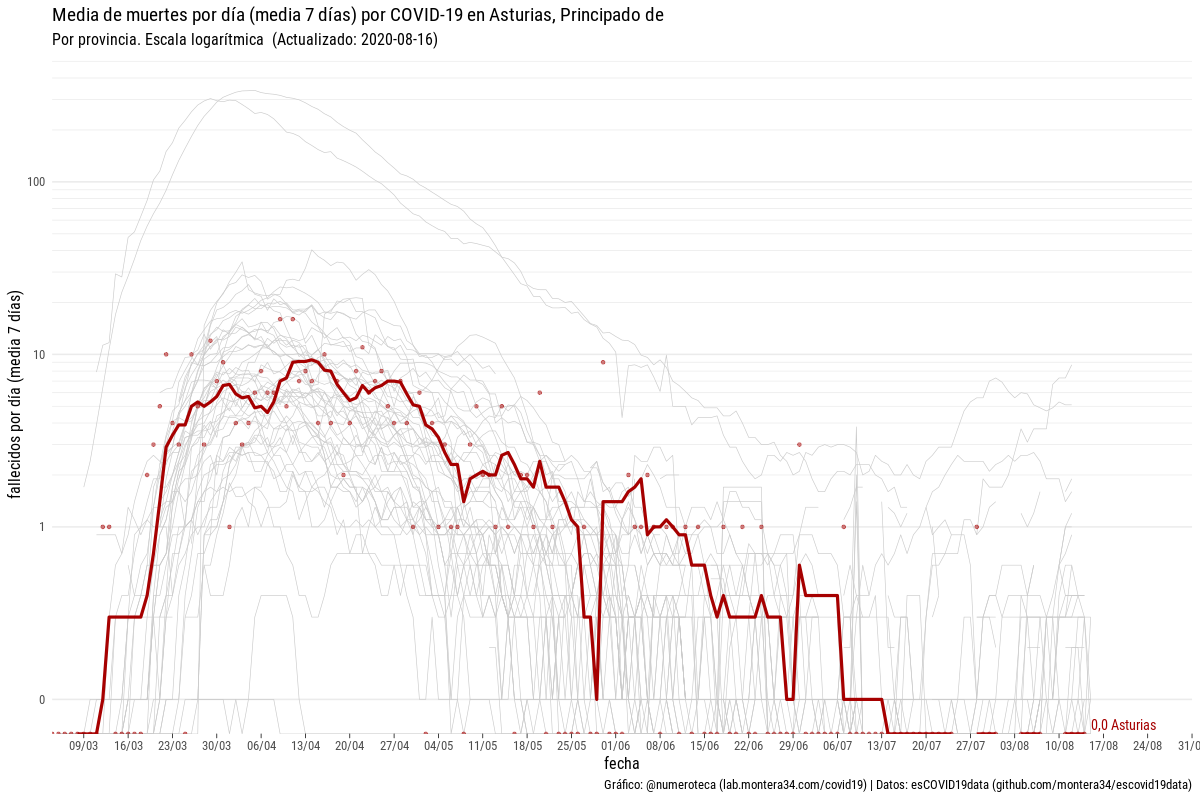 Media de muertes por día (media 7 días) por COVID-19 en Asturias, Principado de
Por provincia. Escala logarítmica  (Actualizado: 2020-08-16)
fallecidos por día (media  7 días)
100
10
1
0
0,0 Asturias
09/03 16/03 23/03 30/03 06/04 13/04 20/04 27/04 04/05 11/05 18/05 25/05 01/06 08/06 15/06 22/06 29/06 06/07 13/07 20/07 27/07 03/08 10/08 17/08 24/08 31/0
fecha
Gráfico: @numeroteca (lab.montera34.com/covid19) | Datos: esCOVID19data (github.com/montera34/escovid19data)